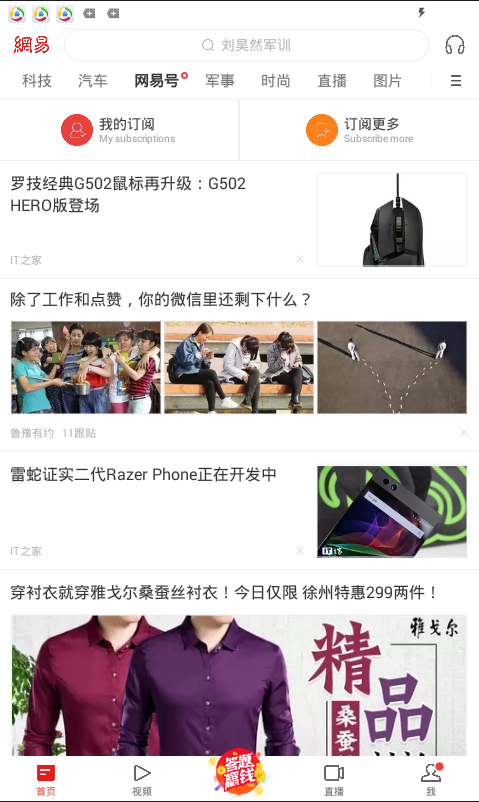 網易
刘昊然军训
科技 汽车 网易号 军事 时尚 直播 图片
我的订阅
My subscriptions
订阅更多
Subscribe more
罗技经典G502鼠标再升级：G502
HERO版登场
IT之家
除了工作和点赞，你的微信里还剩下什么？
鲁豫有约 11跟贴
雷蛇证实二代Razer Phone正在开发中
IT之家
IT之家
穿衬衣就穿雅戈尔桑蚕丝衬衣！今日仅限 徐州特惠299两件！
雅戈尔
精品
桑蚕
答题
赢钱
首页 视频 直播 我